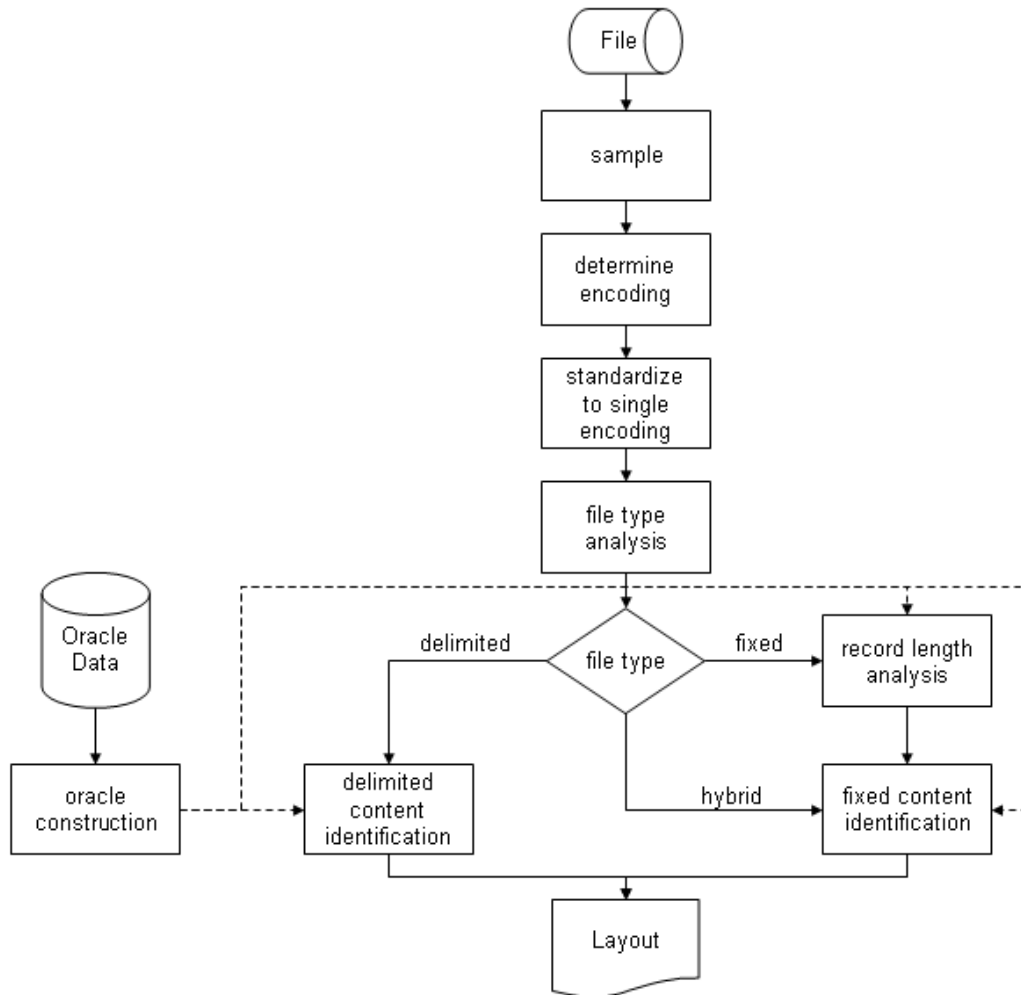 File
sample
determine
encoding
standardize
to single
encoding
file type
analysis
Oracle
Data
delimited
file type
fixed
record length
analysis
oracle
construction
delimited
content
identification
hybrid
fixed content
identification
Layout